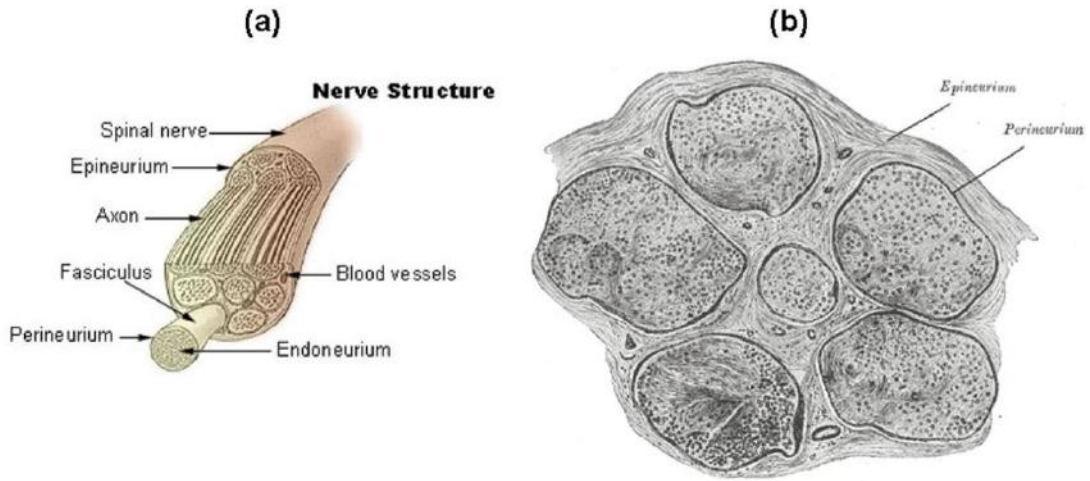 (a)
(b)
Nerve Structure
Spinal nerve
Epineurium
Axon
Fasciculus
Blood vessels
Perineurium
Endoneurium
Epineurium
Perineurium